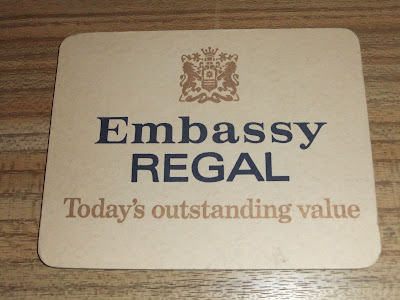 Embassy
REGAL
Today's outstanding value